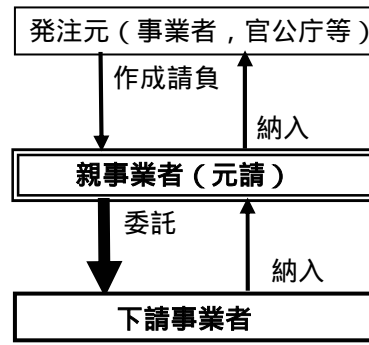 発注元（事業者，官公庁等）
作成請負
納入
親事業者（元請）
委託
納入
下請事業者